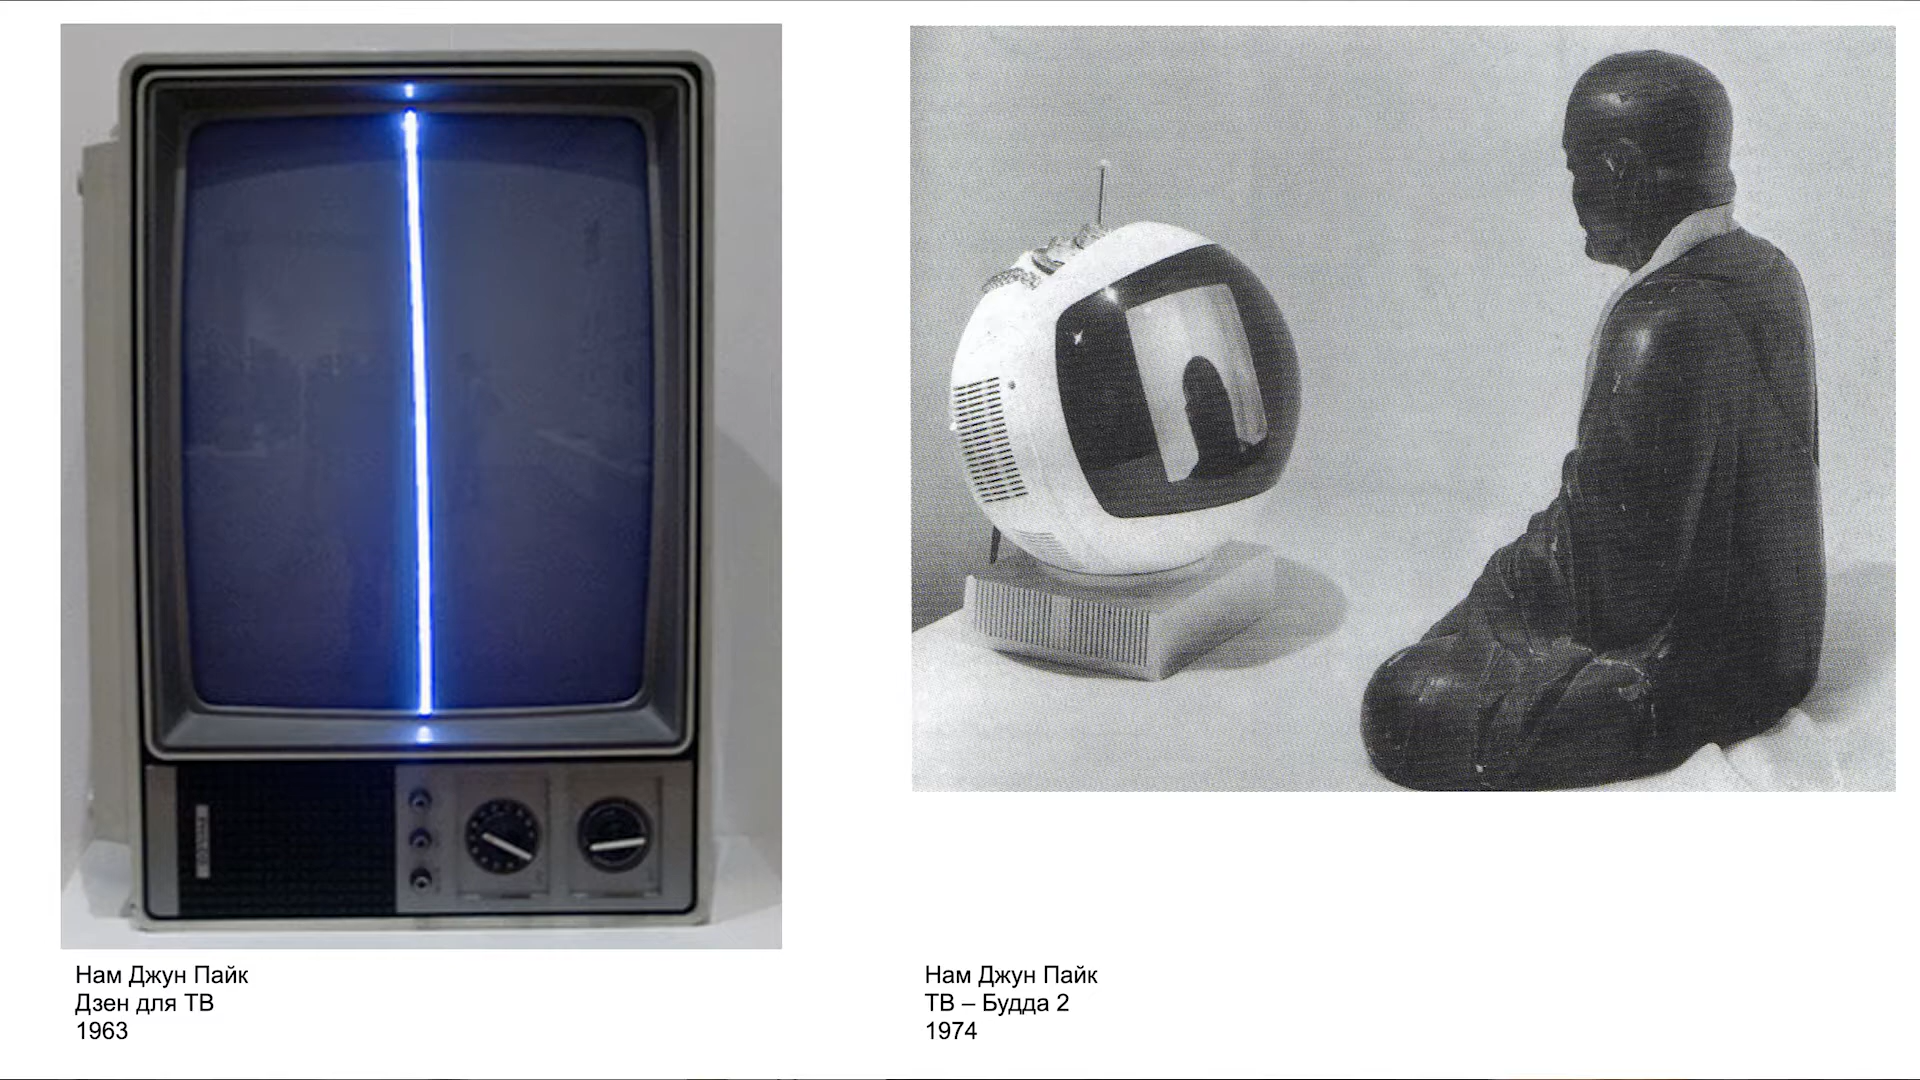 Нам Джун Пайк
Дзен для ТВ
1963
Нам Джун Пайк
ТВ – Будда 2
1974